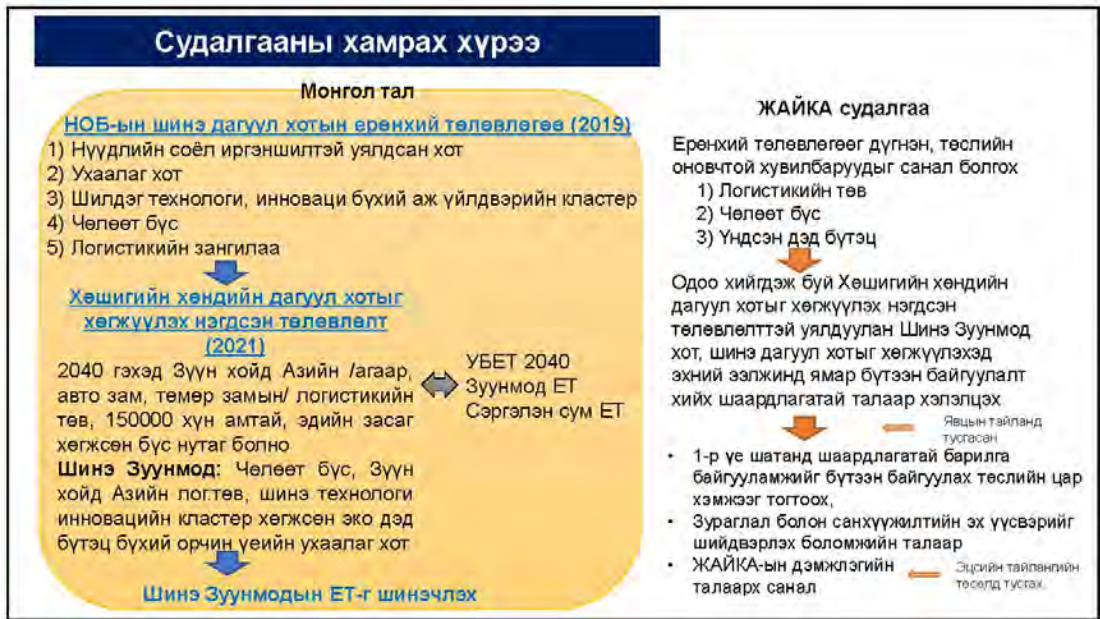 Судалгааны хамрах хүрээ
Монгол тал
НОБ-ын шинэ дагуул хотын ерөнхий төлөвлөгөө (2019)
1) Нүүдлийн соёл иргэншилтэй уялдсан хот
2) Ухаалаг хот
3) Шилдэг технологи, инноваци бүхий аж үйлдвэрийн кластер
4) Чөлөөт бүс
5) Логистикийн зангилаа
Хөшигийн хөндийн дагуул хотыг
хөгжүүлэх нэгдсэн төлөвлөлт
(2021)
2040 гэхэд Зүүн хойд Азийн /агаар,
авто зам, төмөр замын/ логистикийн
төв, 150000 хүн амтай, эдийн засаг
хөгжсөн бүс нутаг болно
Шинэ Зуунмод: Чөлөөт бүс, Зүүн
хойд Азийн лог.төв, шинэ технологи
инновацийн кластер хөгжсөн эко дэд
бүтэц бүхий орчин үеийн ухаалаг хот
Шинэ Зуунмодын ЕТ-г шинэчлэх
УБЕТ 2040
Зуунмод ЕТ
Сэргэлэн сум ЕТ
ЖАЙКА судалгаа
Ерөнхий төлөвлөгөөг дүгнэн, төслийн
оновчтой хувилбаруудыг санал болгох
1) Логистикийн төв
2) Чөлөөт бүс
3) Үндсэн дэд бүтэц
Одоо хийгдэж буй Хөшигийн хөндийн
дагуул хотыг хөгжүүлэх нэгдсэн
төлөвлөлттэй уялдуулан Шинэ Зуунмод
хот, шинэ дагуул хотыг хөгжүүлэхэд
эхний ээлжинд ямар бүтээн байгуулалт
хийх шаардлагатай талаар хэлэлцэх
Явцын тайланд
тусгасан
• 1-р үе шатанд шаардлагатай барилга
байгууламжийг бүтээн байгуулах төслийн цар
хэмжээг тогтоох,
• Зураглал болон санхүүжилтийн эх үүсвэрийг
шийдвэрлэх боломжийн талаар
• ЖАЙКА-ын дэмжлэгийн
талаарх санал
Эцсийн тайлангийн
төсөлд тусгах.